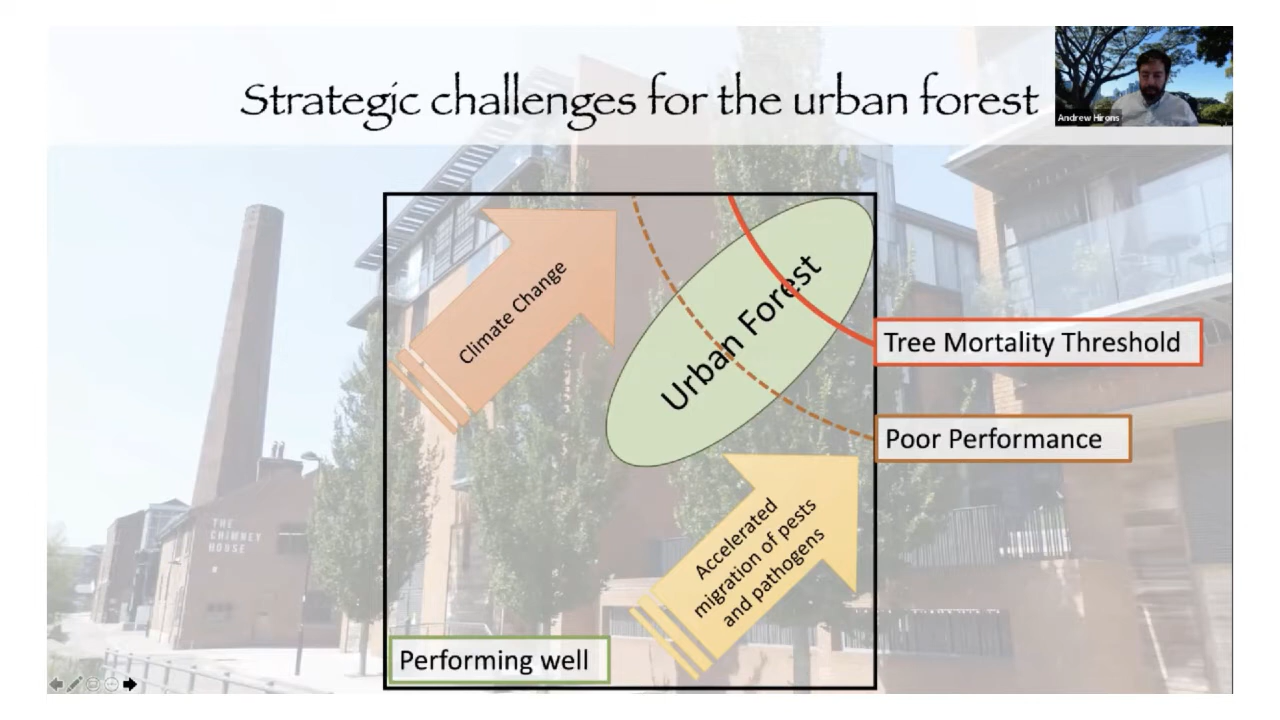 Strategic challenges for the urban forest
Andrew Hirons
Climate Change
Urban Forest
Tree Mortality Threshold
Poor Performance
Accelerated
migration of pests
and pathogens
THE
CHIMNEY
HOUSE
Performing well